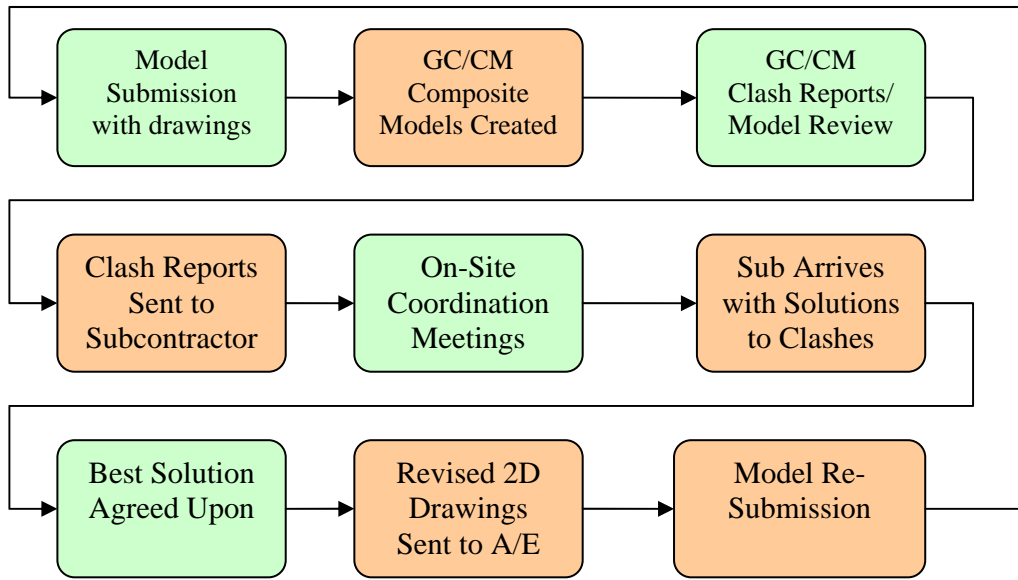 Model
Submission
with drawings
GC/CM
Composite
Models Created
GC/CM
Clash Reports/
Model Review
Clash Reports
Sent to
Subcontractor
On-Site
Coordination
Meetings
Sub Arrives
with Solutions
to Clashes
Best Solution
Agreed Upon
Revised 2D
Drawings
Sent to A/E
Model Re-
Submission